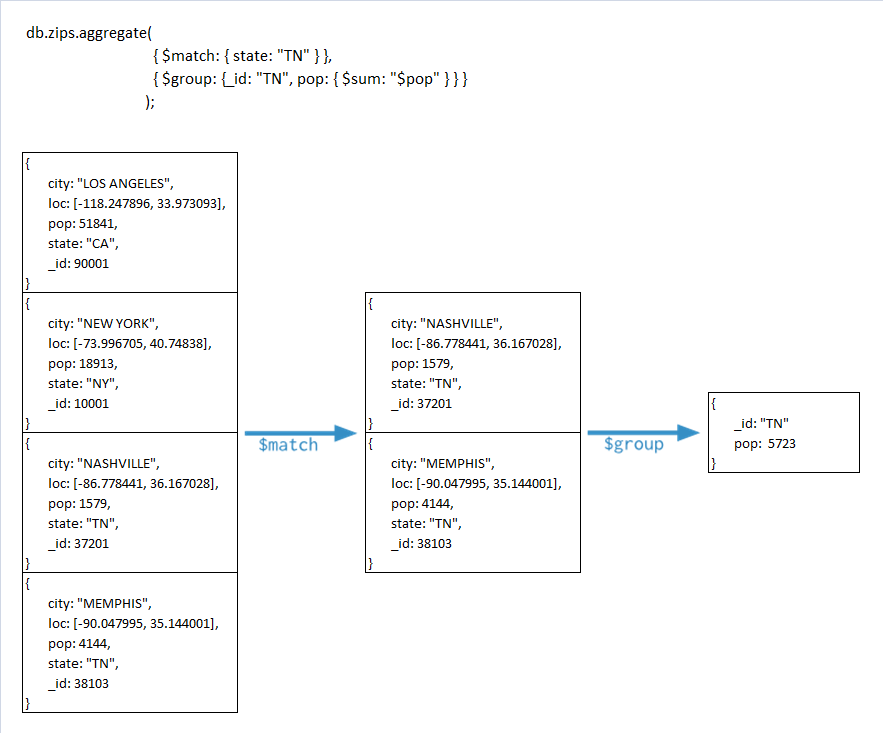 db.zips.aggregate(
{ $match: { state: "TN" } },
{ $group: {_id: "TN", pop: { $sum: "$pop" } } }
);
{
city: "LOS ANGELES",
loc: [-118.247896, 33.973093],
pop: 51841,
state: "CA",
_id: 90001
}
{
city: "NEW YORK",
loc: [-73.996705, 40.74838],
pop: 18913,
state: "NY",
_id: 10001
}
{
city: "NASHVILLE",
loc: [-86.778441, 36.167028],
pop: 1579,
state: "TN",
_id: 37201
}
{
city: "MEMPHIS",
loc: [-90.047995, 35.144001],
pop: 4144,
state: "TN",
_id: 38103
}
$match
{
city: "NASHVILLE",
loc: [-86.778441, 36.167028],
pop: 1579,
state: "TN",
_id: 37201
}
{
city: "MEMPHIS",
loc: [-90.047995, 35.144001],
pop: 4144,
state: "TN",
_id: 38103
}
$group
{
_id: "TN"
pop: 5723
}